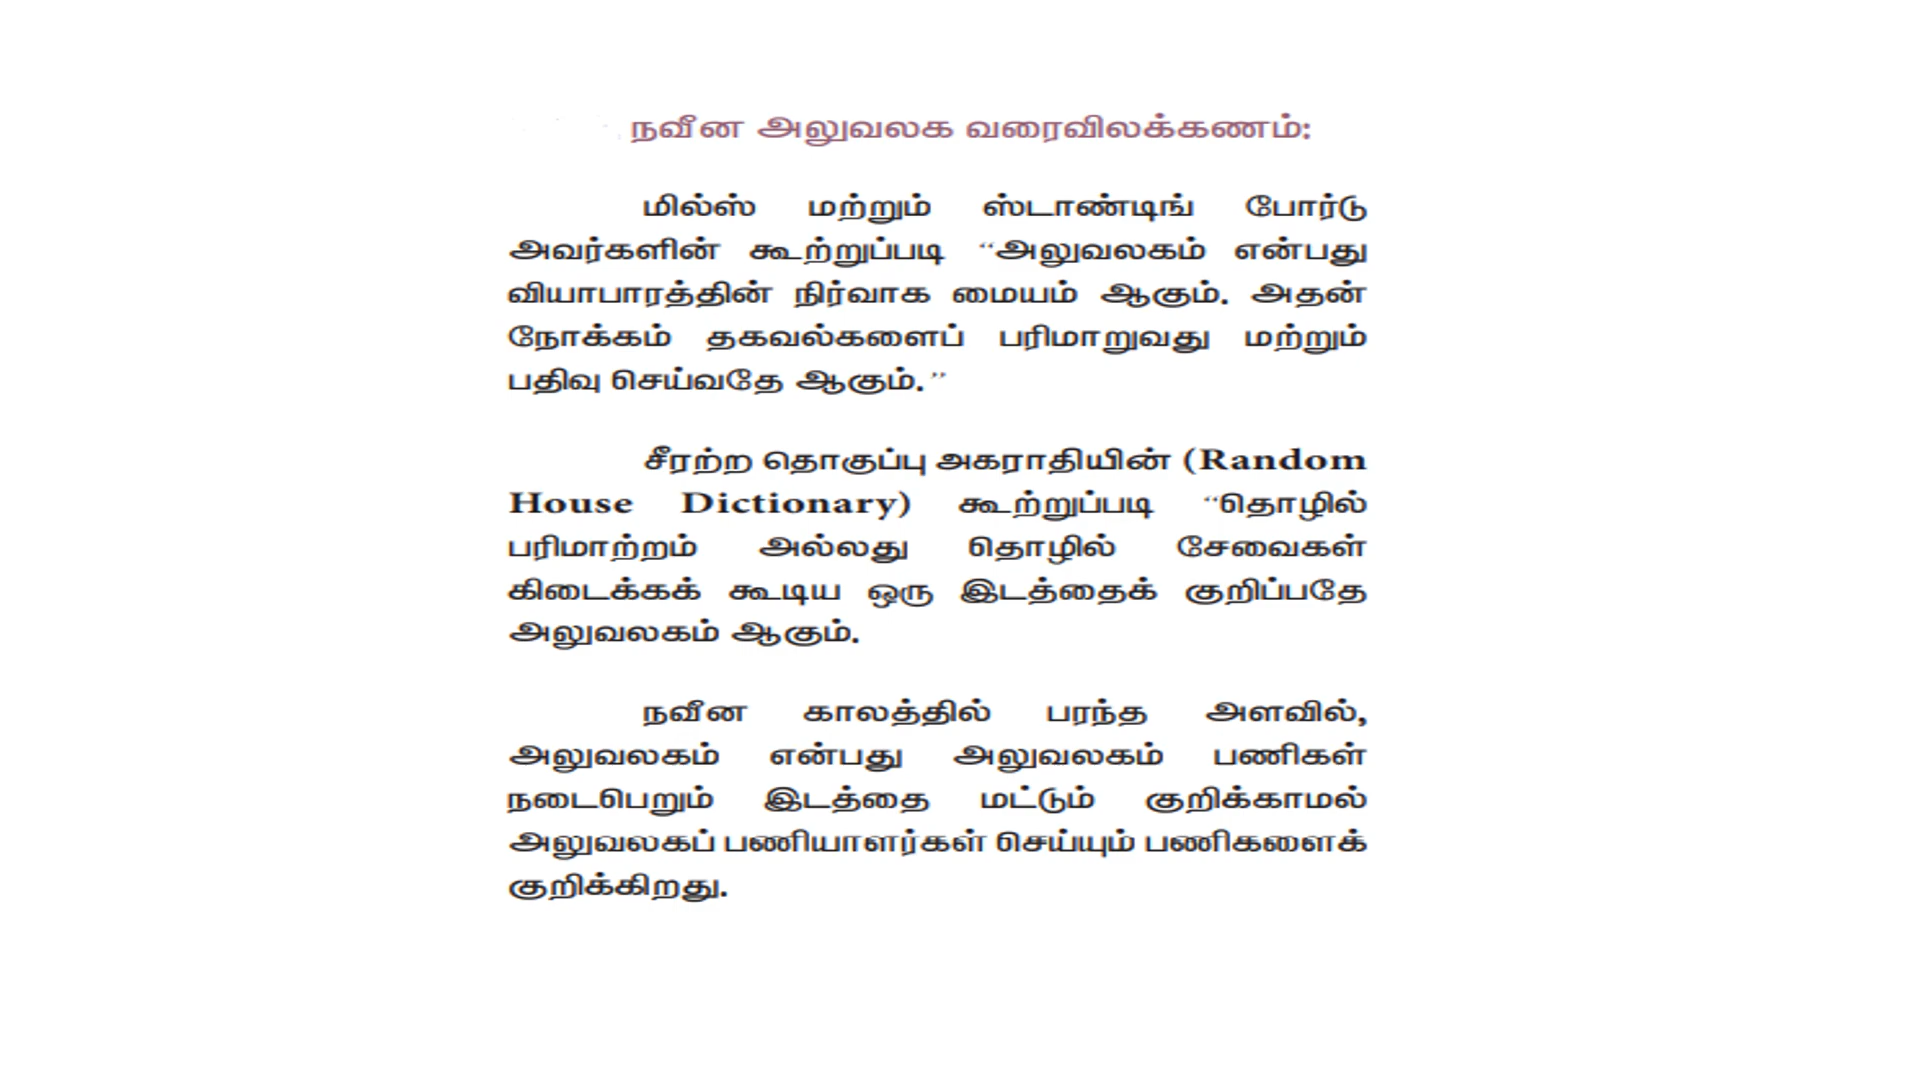 நவீன அலுவலக வரைவிலக்கணம்:
மில்ஸ் மற்றும் ஸ்டாண்டிங் போர்டு
அவர்களின் கூற்றுப்படி “அலுவலகம் என்பது
வியாபாரத்தின் நிர்வாக மையம் ஆகும். அதன்
நோக்கம் தகவல்களைப் பரிமாறுவது மற்றும்
பதிவு செய்வதே ஆகும்.”
சீரற்ற தொகுப்பு அகராதியின் (Random
House Dictionary) கூற்றுப்படி “தொழில்
பரிமாற்றம் அல்லது தொழில் சேவைகள்
கிடைக்கக் கூடிய ஒரு இடத்தைக் குறிப்பதே
அலுவலகம் ஆகும்.
நவீன காலத்தில் பரந்த அளவில்,
அலுவலகம் என்பது அலுவலகம் பணிகள்
நடைபெறும் இடத்தை மட்டும் குறிக்காமல்
அலுவலகப் பணியாளர்கள் செய்யும் பணிகளைக்
குறிக்கிறது.